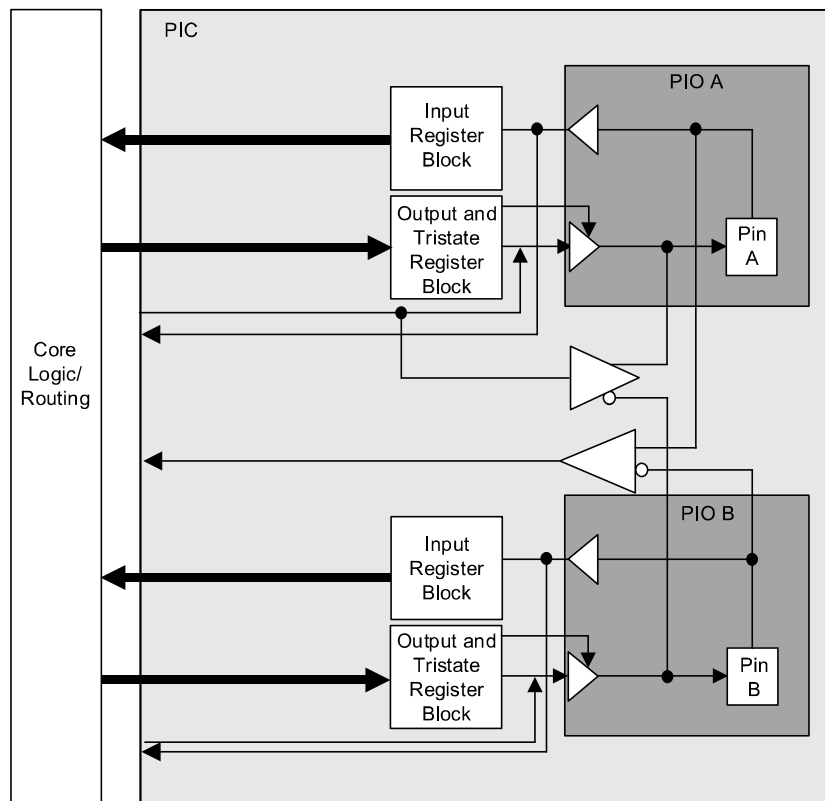 PIC
PIO A
Input
Register
Block
Output and
Tristate
Register
Block
Pin
A
Core
Logic/
Routing
PIO B
Input
Register
Block
Output and
Tristate
Register
Block
Pin
B